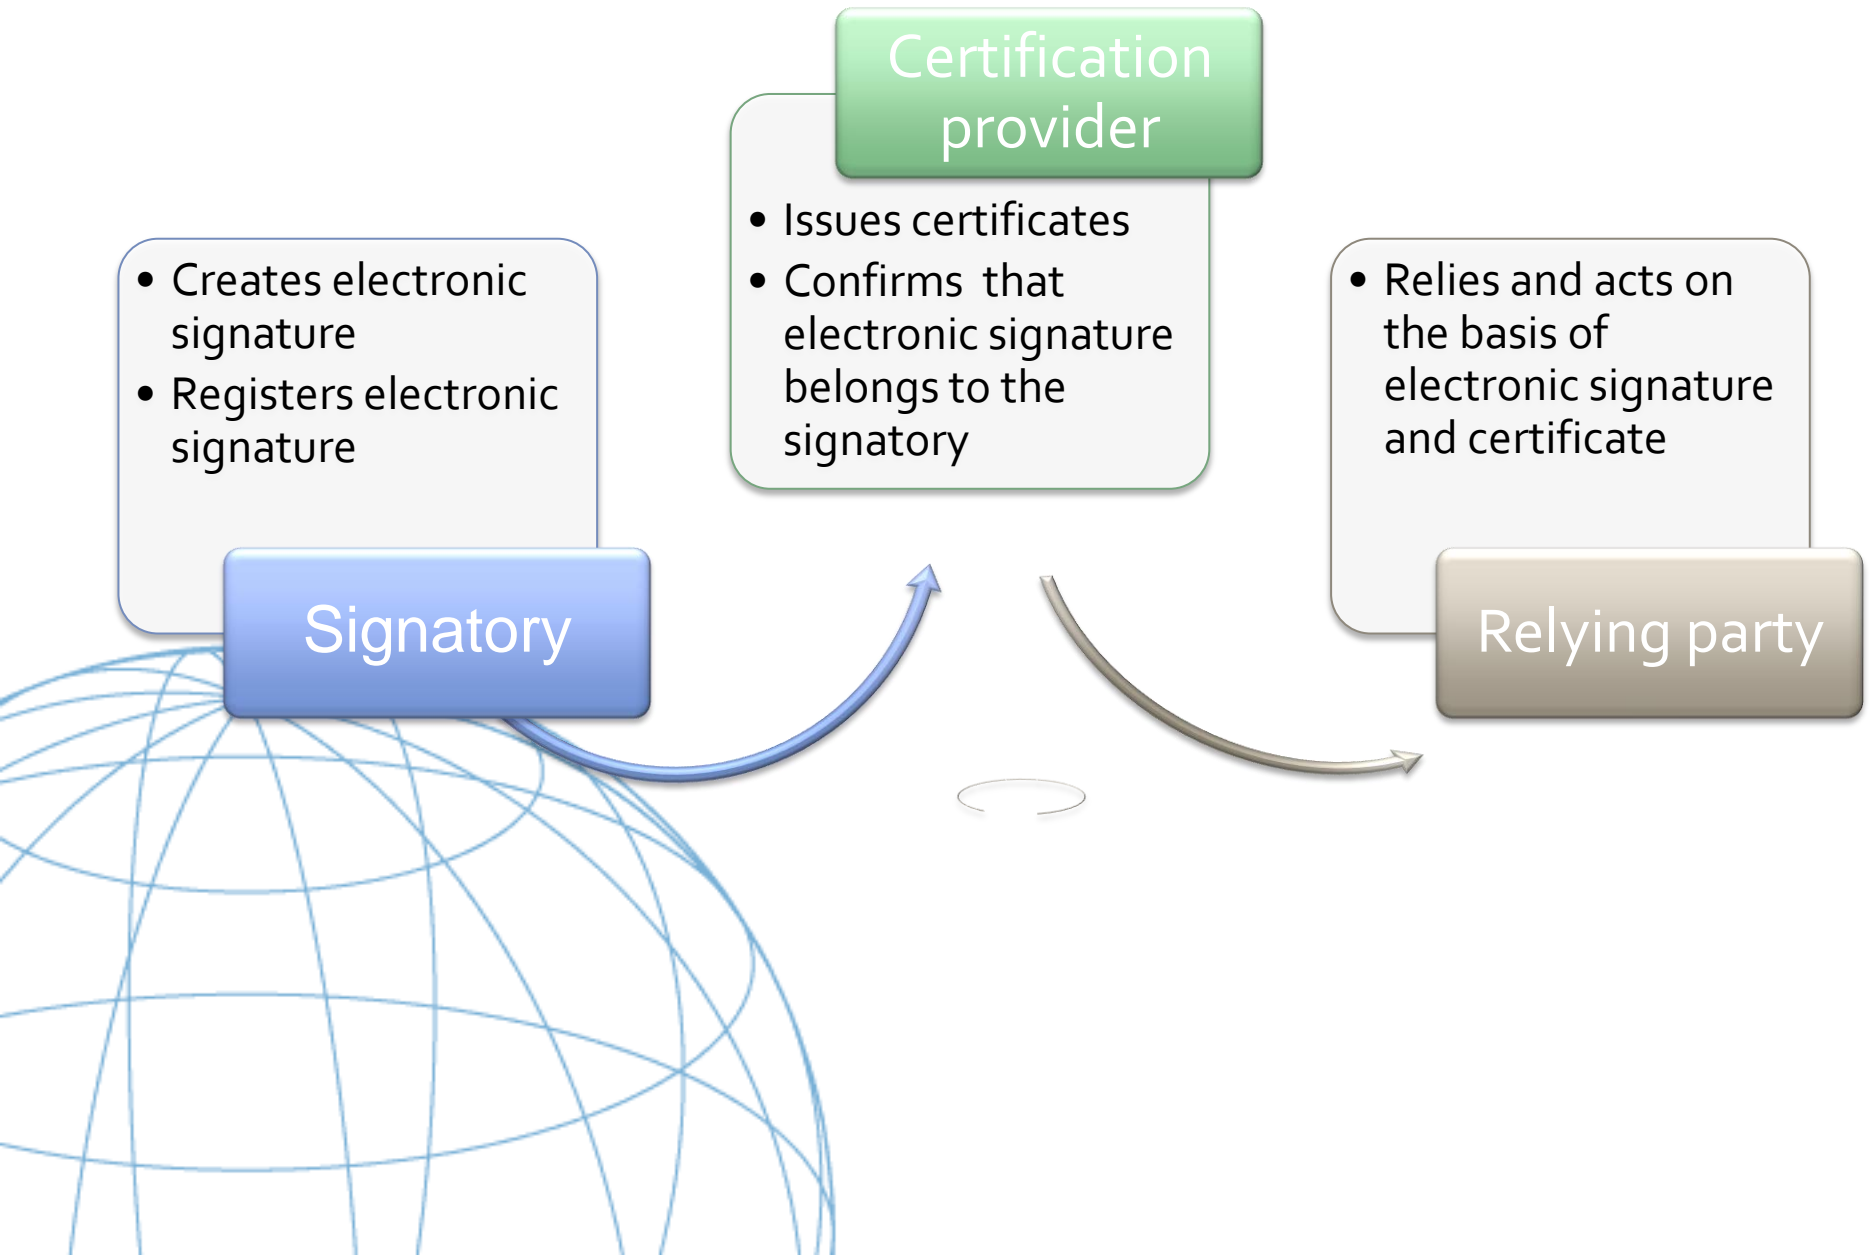 • Creates electronic
signature
• Registers electronic
signature
Signatory
Certification
provider
• Issues certificates
• Confirms  that
electronic signature
belongs to the
signatory
• Relies and acts on
the basis of
electronic signature
and certificate
Relying party